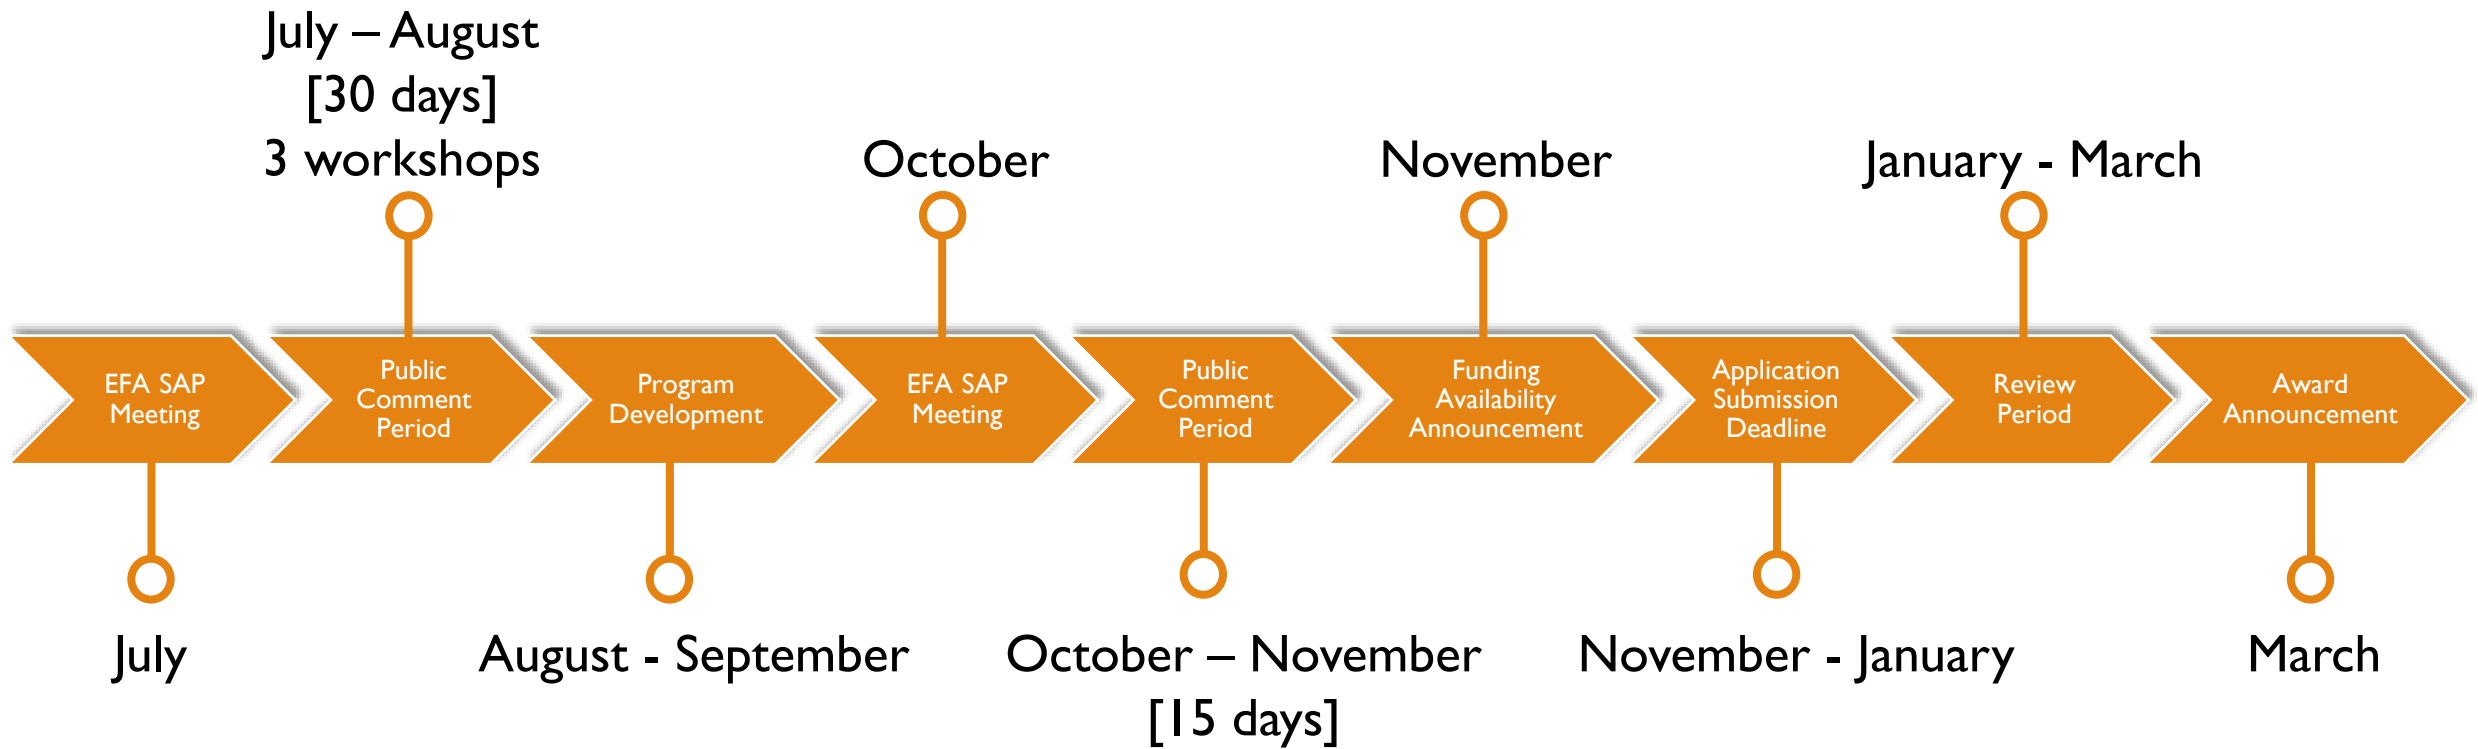 July – August
[30 days]
3 workshops
October
November
January - March
EFA SAP
Meeting
Public
Comment
Period
Program
Development
EFA SAP
Meeting
Public
Comment
Period
Funding
Availability
Announcement
Application
Submission
Deadline
Review
Period
Award
Announcement
July
August - September
October – November
[15 days]
November - January
March